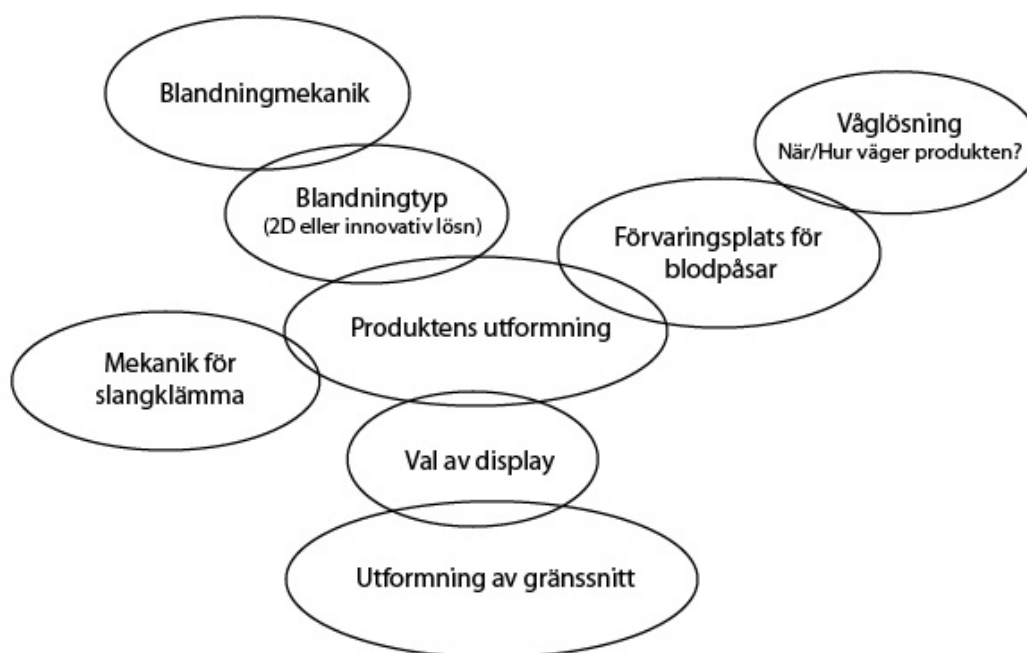 Blandningmekanik
Våglösning
När/Hur väger produkten?
Blandningtyp
(2D eller innovativ lösn)
Förvaringsplats för
blodpåsar
Produktens utformning
Mekanik för
slangklämma
Val av display
Utformning av gränssnitt